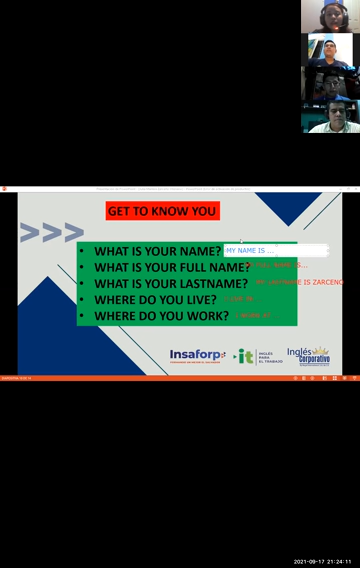 GET TO KNOW YOU
>>>
• WHAT IS YOUR NAME? MY NAME IS ...
• WHAT IS YOUR FULL NAME?
• WHAT IS YOUR LASTNAME? MY LASTNAME IS ZARCENO
• WHERE DO YOU LIVE?
• WHERE DO YOU WORK?
Insaforp
it INGLÉS PARA EL TRABAJO
Inglés Corporativo
2021-09-17 21:24:11